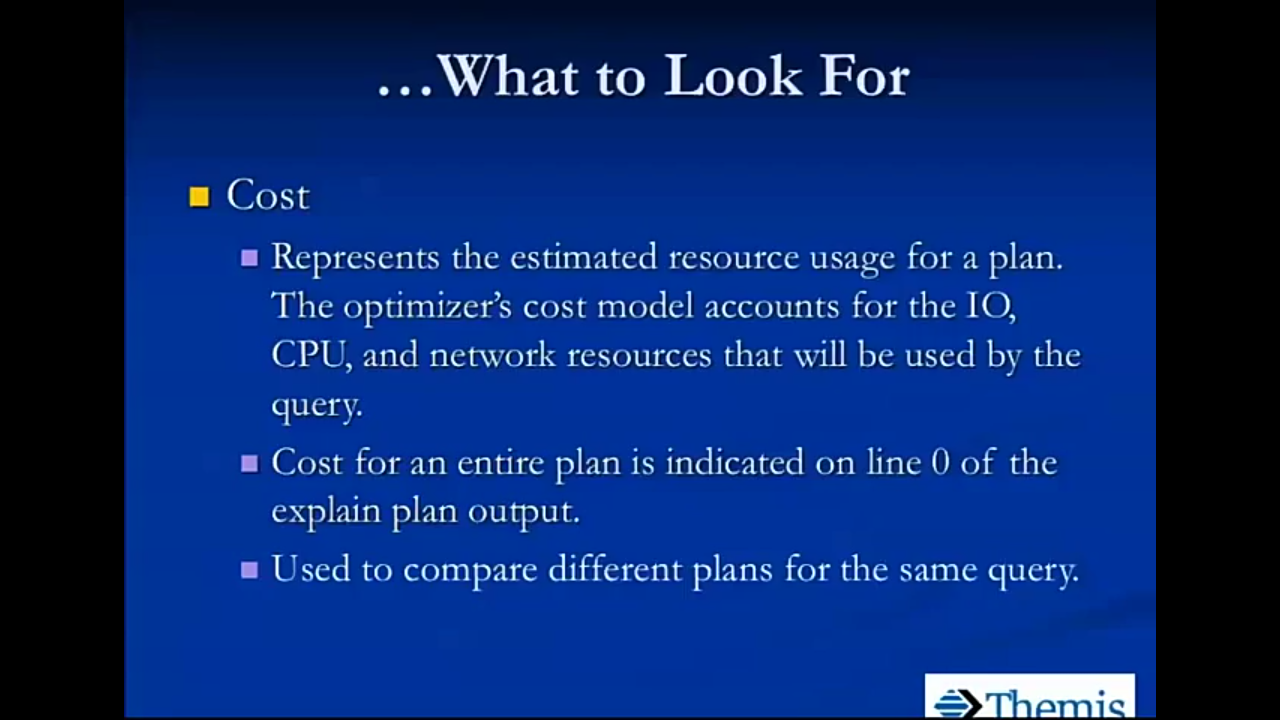 ...What to Look For
Cost
Represents the estimated resource usage for a plan.
The optimizer's cost model accounts for the IO,
CPU, and network resources that will be used by the
query.
Cost for an entire plan is indicated on line 0 of the
explain plan output.
Used to compare different plans for the same query.
Themis